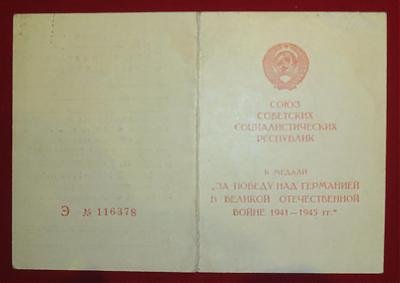 Э № 116378
СОЮЗ
СОВЕТСКИХ
СОЦИАЛИСТИЧЕСКИХ
РЕСПУБЛИК
К МЕДАЛИ
„ЗА ПОБЕДУ НАД ГЕРМАНИЕЙ
В ВЕЛИКОЙ ОТЕЧЕСТВЕННОЙ
ВОЙНЕ 1941—1945 гг.“